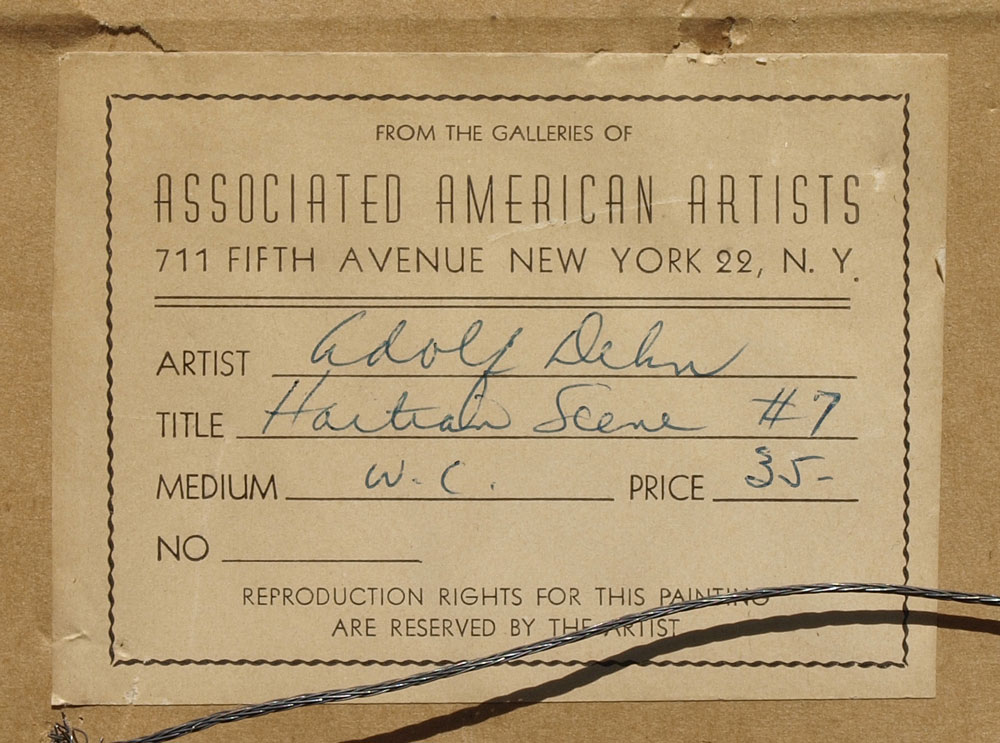 FROM THE GALLERIES OF
ASSOCIATED AMERICAN ARTISTS
711 FIFTH AVENUE NEW YORK 22, N. Y.
ARTIST Adolf Dehn
TITLE Haitian Scene #7
MEDIUM W.C. PRICE 35-
NO
REPRODUCTION RIGHTS FOR THIS PAINTING
ARE RESERVED BY THE ARTIST